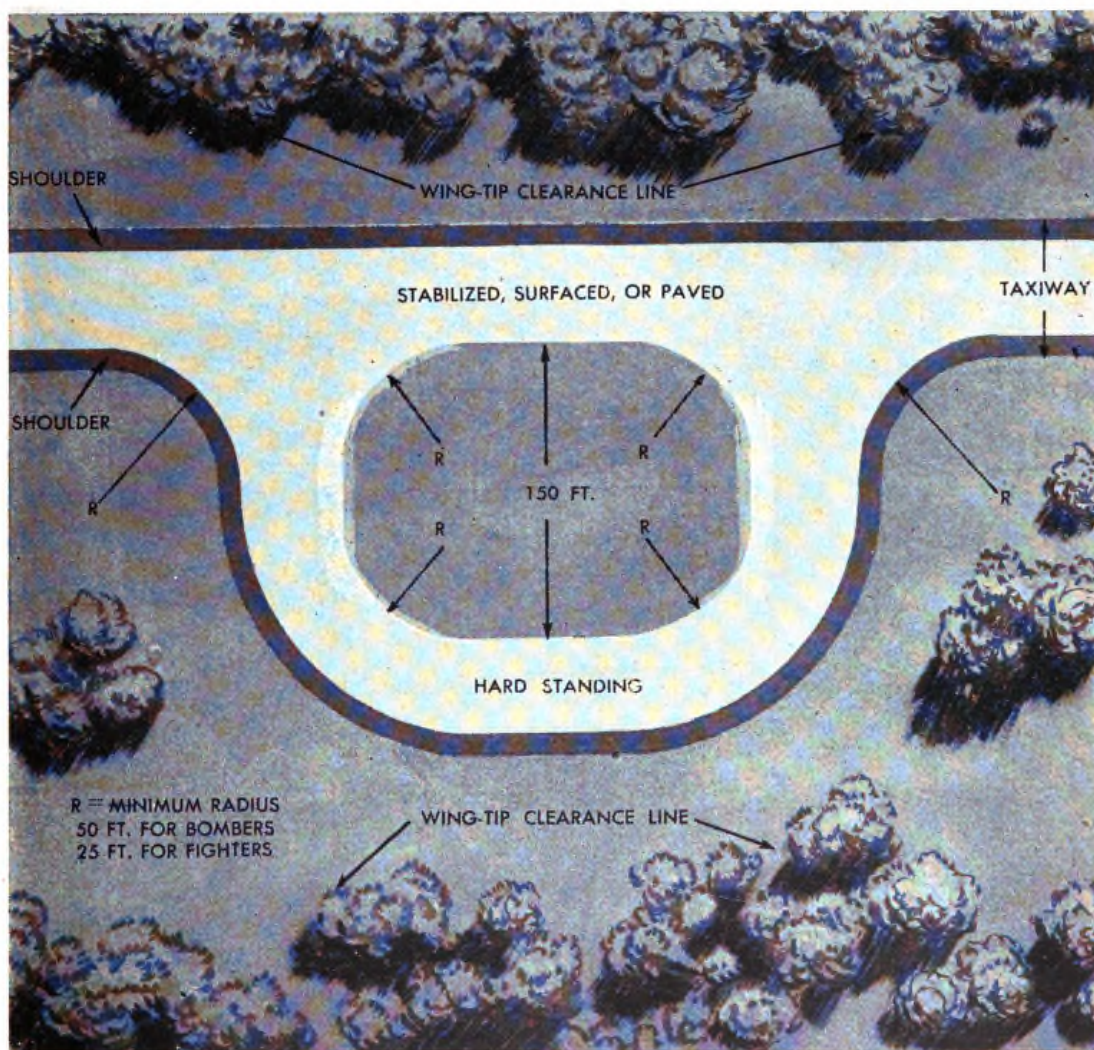 WING-TIP CLEARANCE LINE
SHOULDER
STABILIZED, SURFACED, OR PAVED
TAXIWAY
SHOULDER
R
R
R
150 FT.
R
R
R
HARD STANDING
R = MINIMUM RADIUS
50 FT. FOR BOMBERS
25 FT. FOR FIGHTERS
WING-TIP CLEARANCE LINE